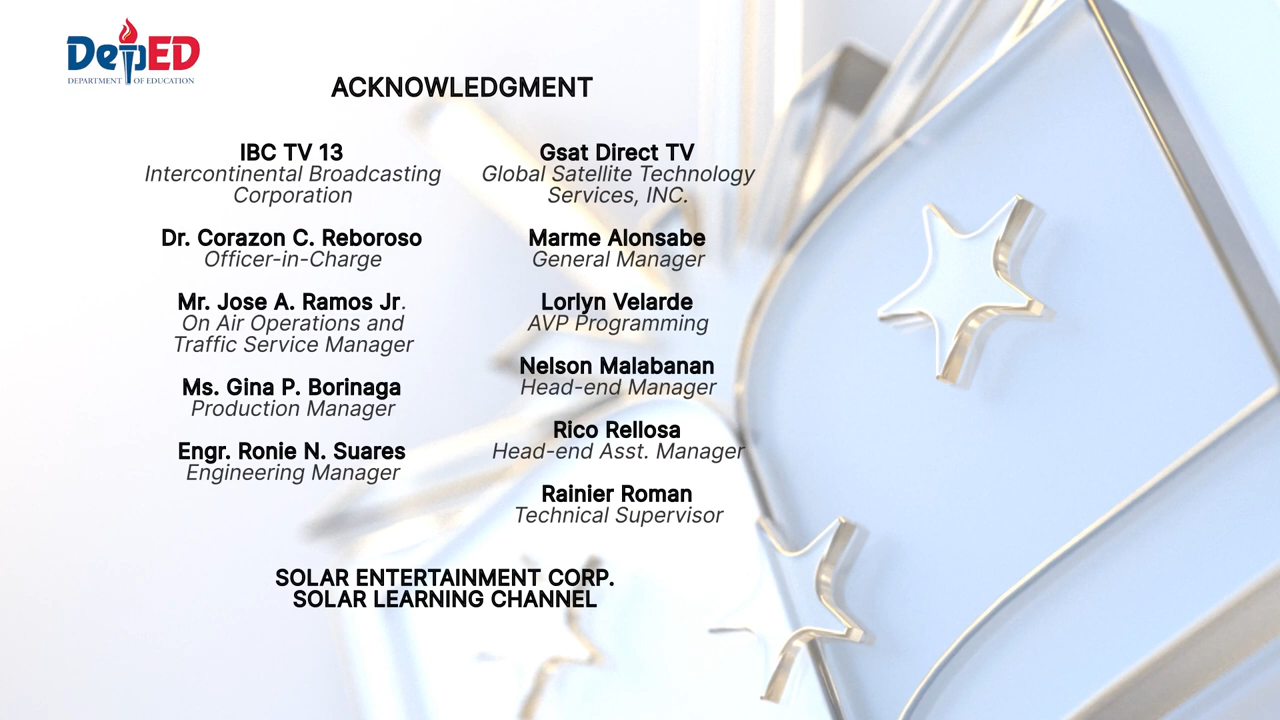 DepED
DEPARTMENT OF EDUCATION
ACKNOWLEDGMENT
IBC TV 13
Intercontinental Broadcasting
Corporation
Dr. Corazon C. Reboroso
Officer-in-Charge
Mr. Jose A. Ramos Jr.
On Air Operations and
Traffic Service Manager
Ms. Gina P. Borinaga
Production Manager
Engr. Ronie N. Suares
Engineering Manager
Gsat Direct TV
Global Satellite Technology
Services, INC.
Marme Alonsabe
General Manager
Lorlyn Velarde
AVP Programming
Nelson Malabanan
Head-end Manager
Rico Rellosa
Head-end Asst. Manager
Rainier Roman
Technical Supervisor
SOLAR ENTERTAINMENT CORP.
SOLAR LEARNING CHANNEL